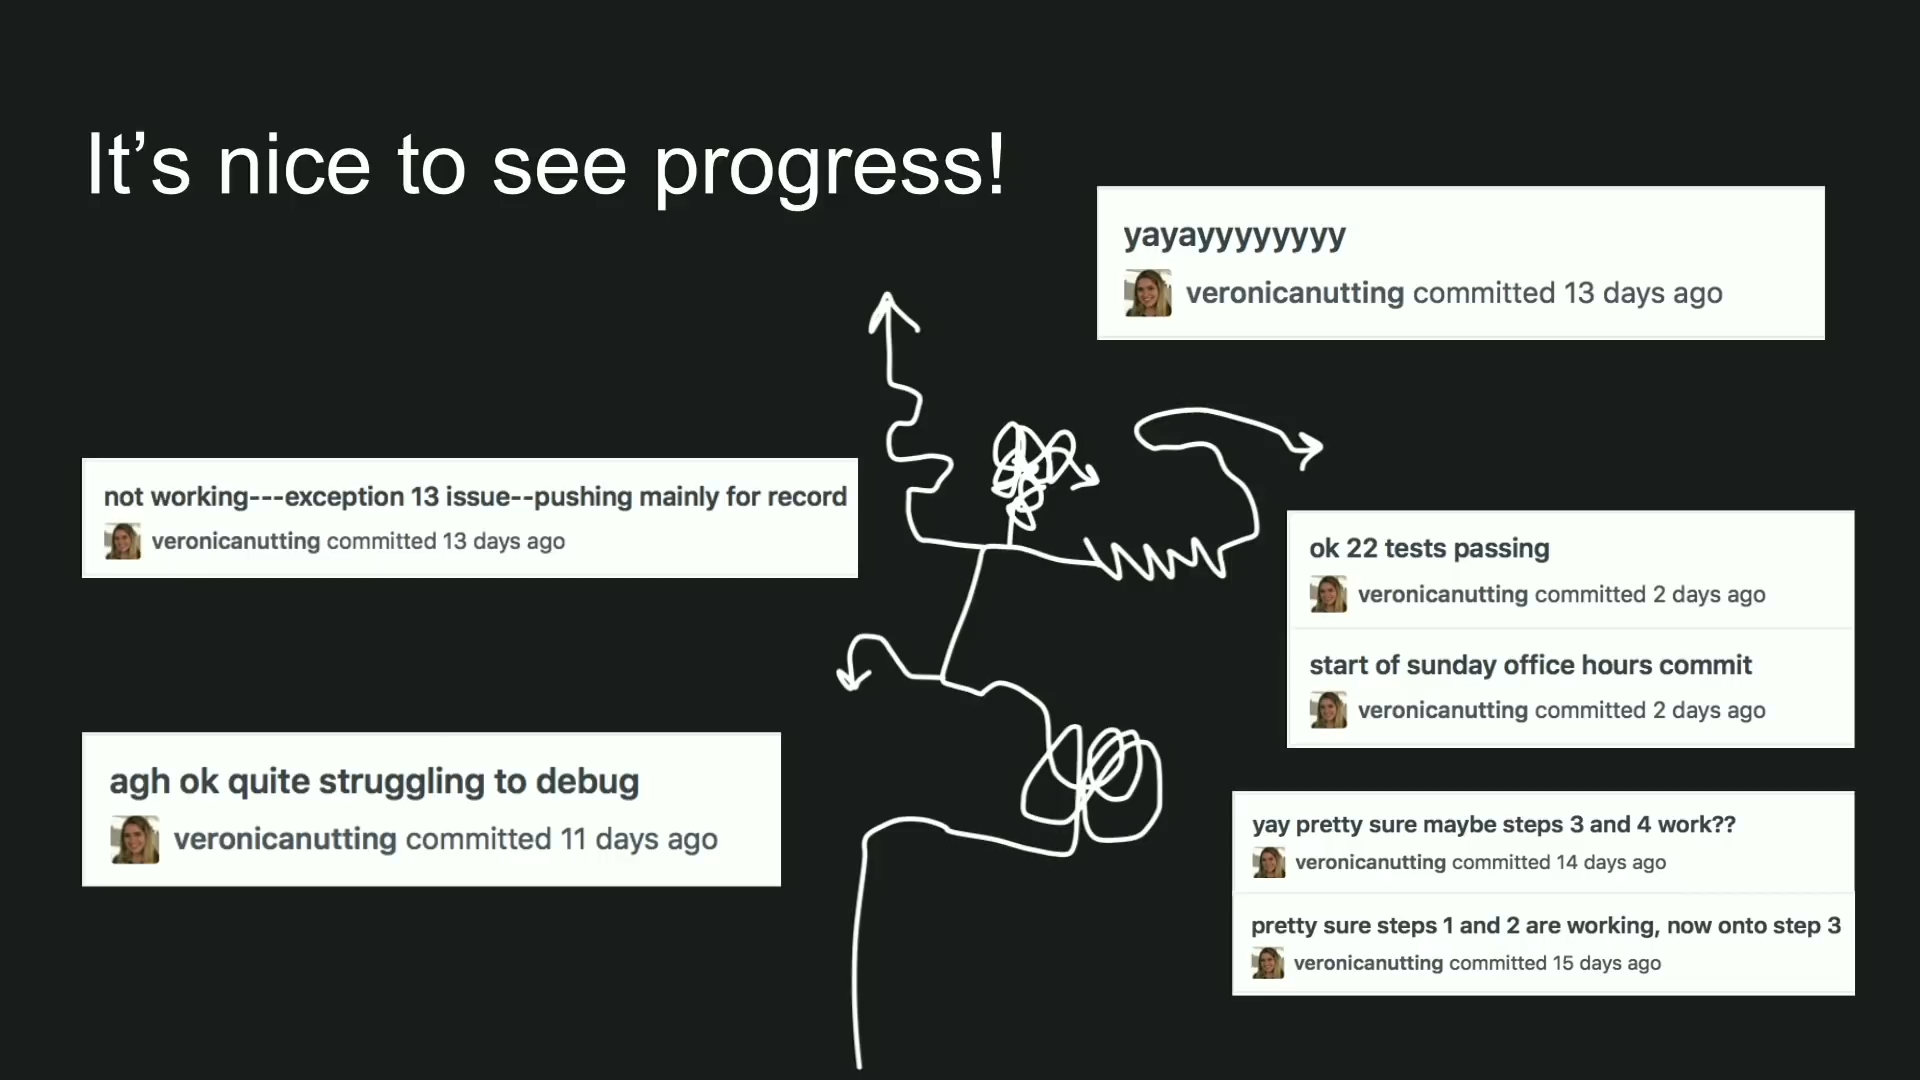 It's nice to see progress!
yayayyyyyyyy
veronicanutting committed 13 days ago
not working---exception 13 issue--pushing mainly for record
veronicanutting committed 13 days ago
ok 22 tests passing
veronicanutting committed 2 days ago
start of sunday office hours commit
veronicanutting committed 2 days ago
agh ok quite struggling to debug
veronicanutting committed 11 days ago
yay pretty sure maybe steps 3 and 4 work??
veronicanutting committed 14 days ago
pretty sure steps 1 and 2 are working, now onto step 3
veronicanutting committed 15 days ago